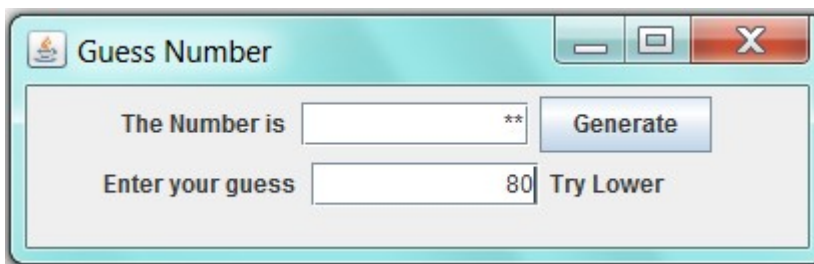 Guess Number
The Number is ** Generate
Enter your guess 80 Try Lower